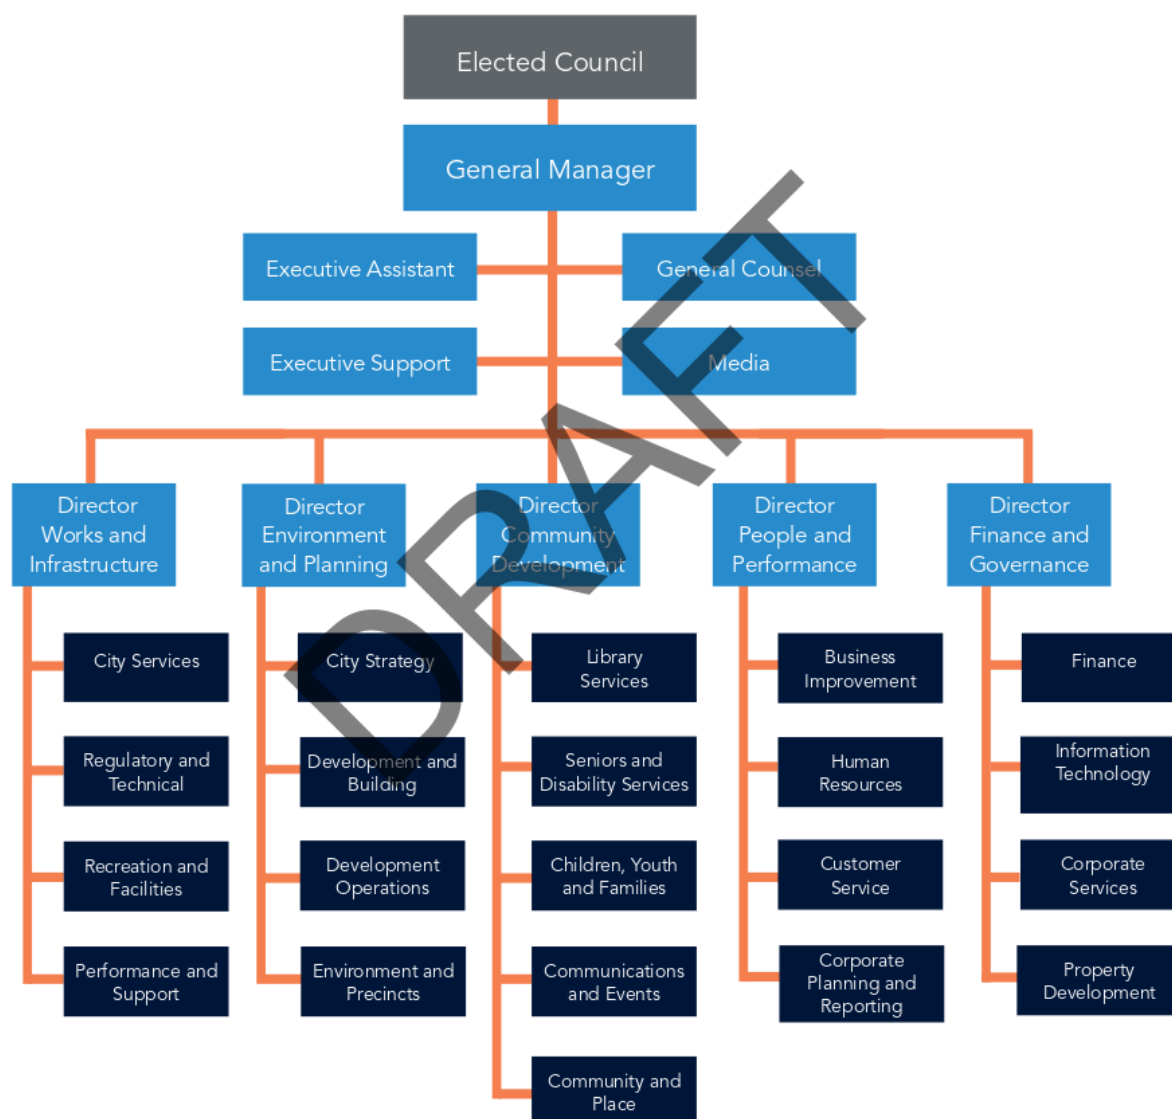 Elected Council
General Manager
Executive Assistant
General Counsel
Executive Support
Media
Director
Works and
Infrastructure
Director
Environment
and Planning
Director
Community
Development
Director
People and
Performance
Director
Finance and
Governance
City Services
Regulatory and
Technical
Recreation and
Facilities
Performance and
Support
City Strategy
Development and
Building
Development
Operations
Environment and
Precincts
Library
Services
Seniors and
Disability Services
Children, Youth
and Families
Communications
and Events
Community and
Place
Business
Improvement
Human
Resources
Customer
Service
Corporate
Planning and
Reporting
Finance
Information
Technology
Corporate
Services
Property
Development
DRAFT